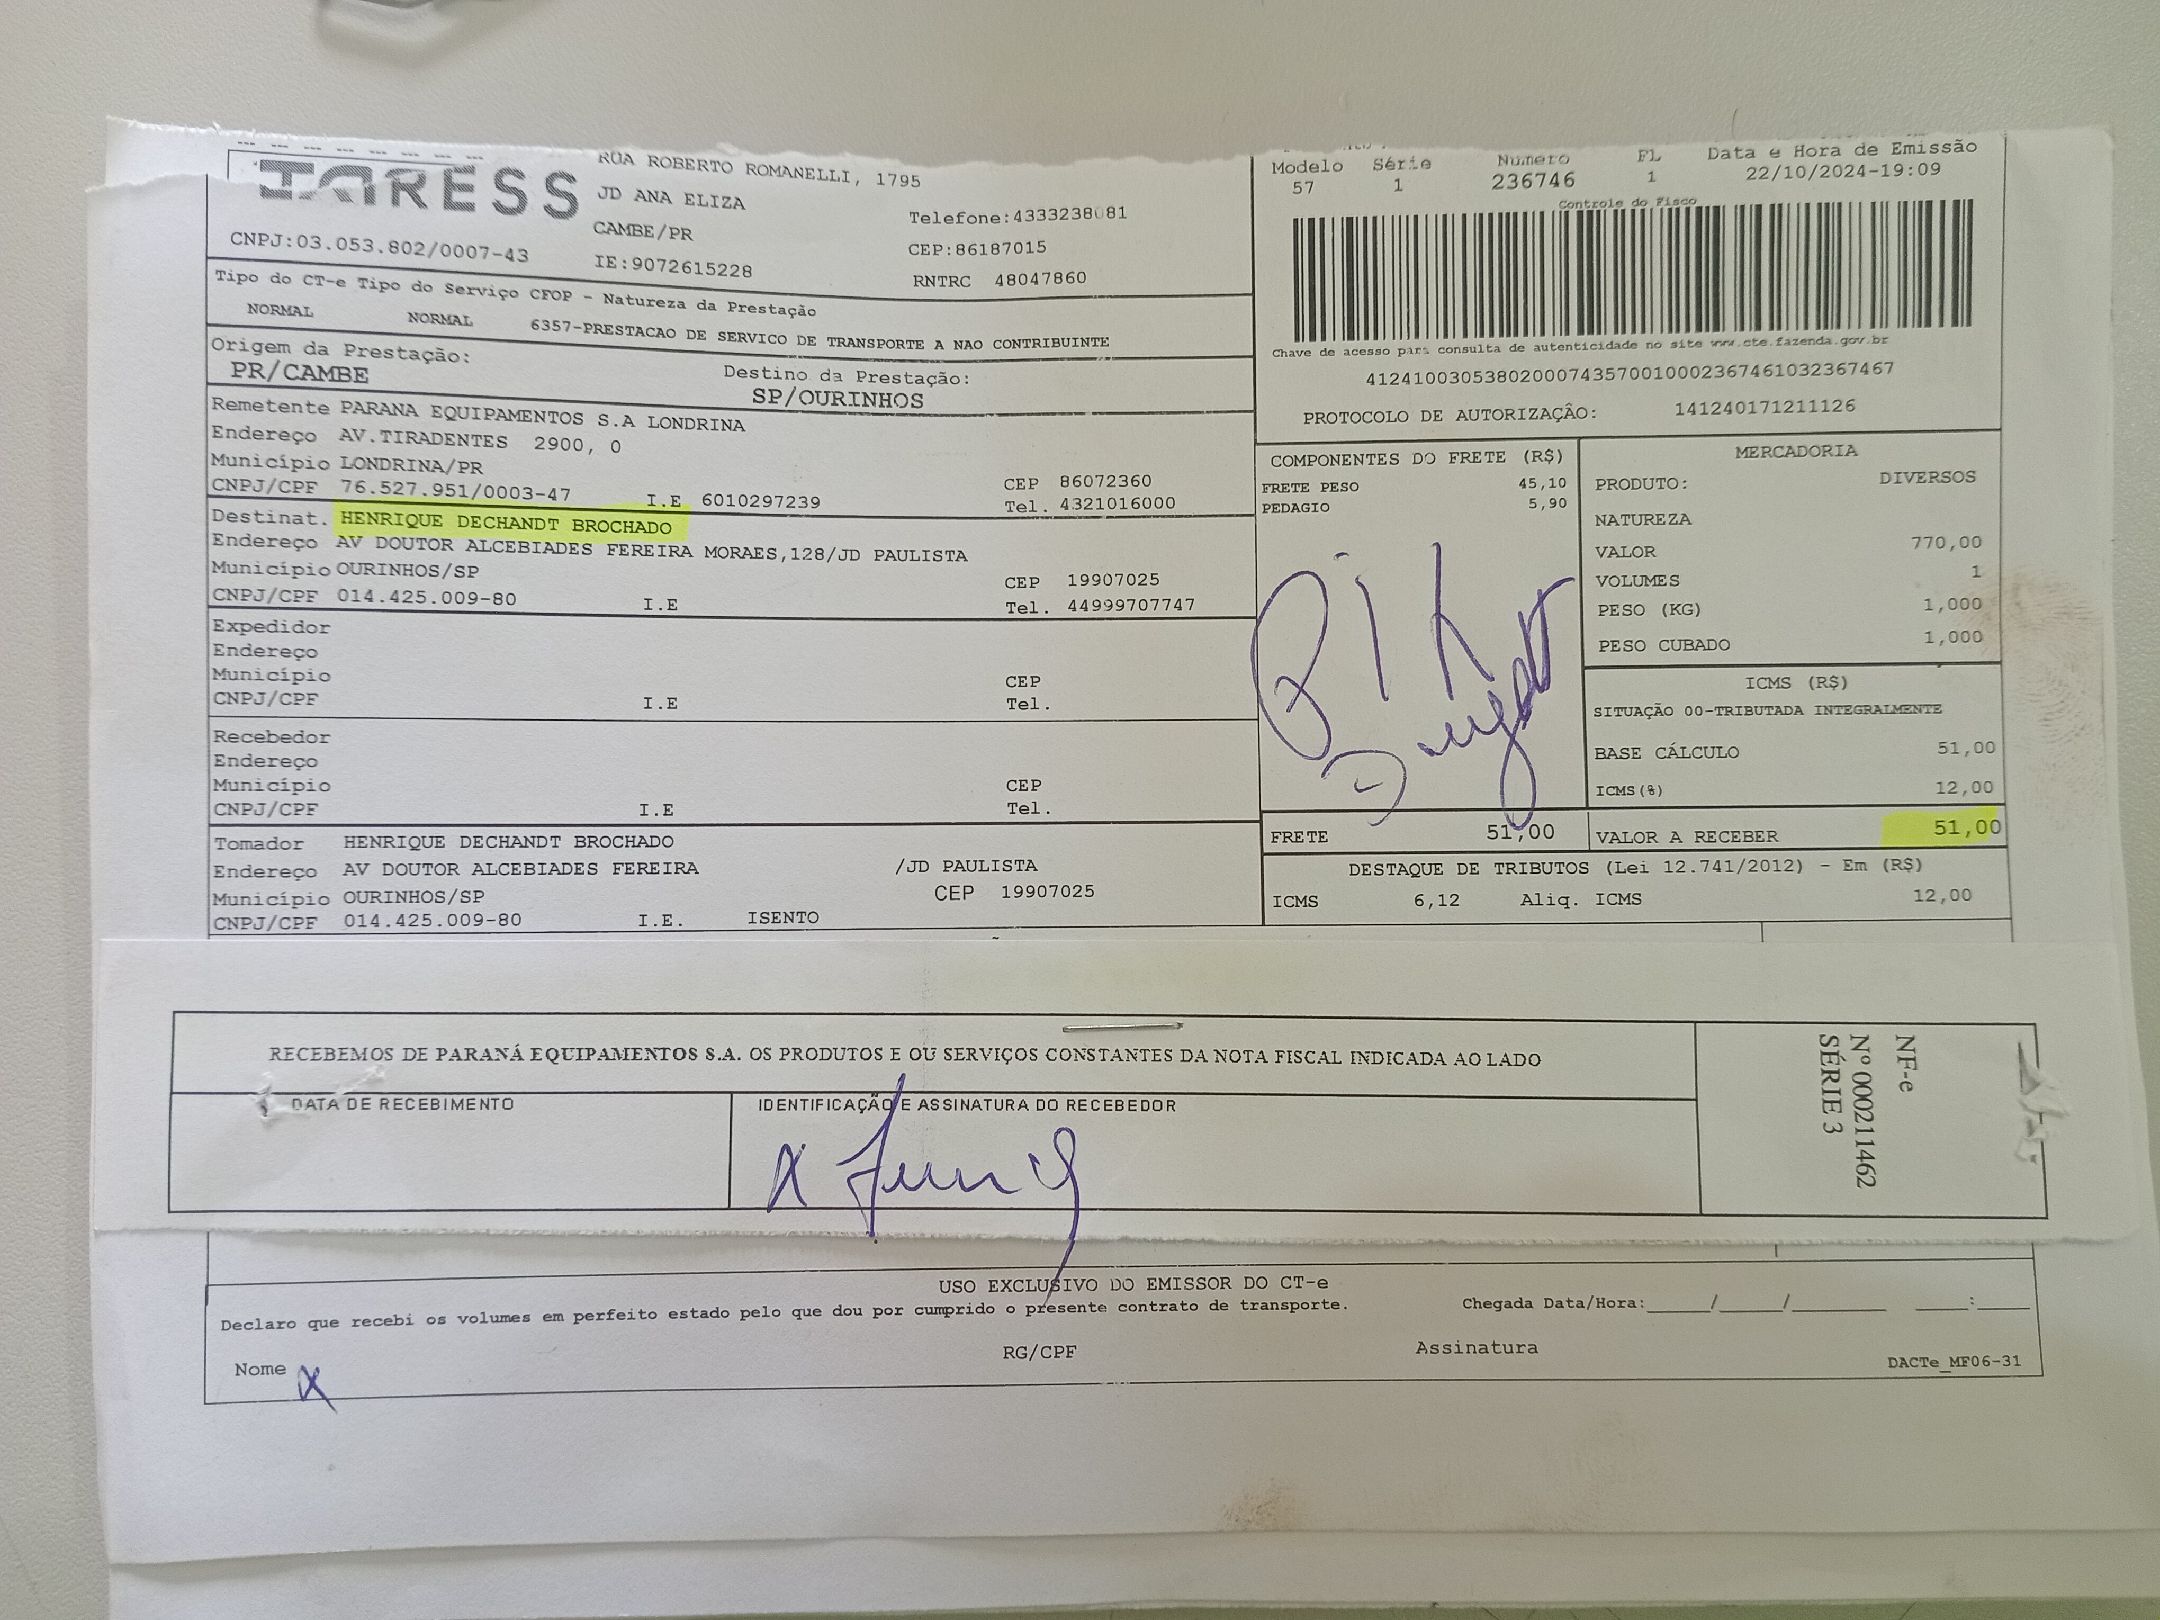 RESS
RUA ROBERTO ROMANELLI, 1795
JD ANA ELIZA
CAMBE/PR
CNPJ:03.053.802/0007-43
IE:9072615228
Telefone:4333238081
CEP:86187015
RNTRC 48047860
Modelo Série Número FL Data e Hora de Emissão
57 1 236746 1 22/10/2024-19:09
Controle do Fisco
Tipo do CT-e Tipo do Serviço CFOP - Natureza da Prestação
NORMAL NORMAL 6357-PRESTACAO DE SERVICO DE TRANSPORTE A NAO CONTRIBUINTE
Chave de acesso para consulta de autenticidade no site www.cte.fazenda.gov.br
41241003053802000743570010002367461032367467
PROTOCOLO DE AUTORIZAÇÃO: 141240171211126
Origem da Prestação:
PR/CAMBE
Destino da Prestação:
SP/OURINHOS
Remetente PARANA EQUIPAMENTOS S.A LONDRINA
Endereço AV.TIRADENTES 2900, 0
Município LONDRINA/PR CEP 86072360
CNPJ/CPF 76.527.951/0003-47 I.E 6010297239 Tel. 4321016000
Destinat. HENRIQUE DECHANDT BROCHADO
Endereço AV DOUTOR ALCEBIADES FEREIRA MORAES,128/JD PAULISTA
Município OURINHOS/SP CEP 19907025
CNPJ/CPF 014.425.009-80 I.E Tel. 44999707747
Expedidor
Endereço
Município CEP
CNPJ/CPF I.E Tel.
Recebedor
Endereço
Município CEP
CNPJ/CPF I.E Tel.
Tomador HENRIQUE DECHANDT BROCHADO
Endereço AV DOUTOR ALCEBIADES FEREIRA /JD PAULISTA
Município OURINHOS/SP CEP 19907025
CNPJ/CPF 014.425.009-80 I.E. ISENTO
COMPONENTES DO FRETE (R$)
FRETE PESO 45,10
PEDAGIO 5,90
FRETE 51,00
MERCADORIA
PRODUTO: DIVERSOS
NATUREZA
VALOR 770,00
VOLUMES 1
PESO (KG) 1,000
PESO CUBADO 1,000
ICMS (R$)
SITUAÇÃO 00-TRIBUTADA INTEGRALMENTE
BASE CÁLCULO 51,00
ICMS(%) 12,00
VALOR A RECEBER 51,00
DESTAQUE DE TRIBUTOS (Lei 12.741/2012) - Em (R$)
ICMS 6,12 Aliq. ICMS 12,00
RECEBEMOS DE PARANÁ EQUIPAMENTOS S.A. OS PRODUTOS E OU SERVIÇOS CONSTANTES DA NOTA FISCAL INDICADA AO LADO
DATA DE RECEBIMENTO
IDENTIFICAÇÃO E ASSINATURA DO RECEBEDOR
X
NF-e
Nº 000211462
SÉRIE 3
USO EXCLUSIVO DO EMISSOR DO CT-e
Declaro que recebi os volumes em perfeito estado pelo que dou por cumprido o presente contrato de transporte.
Chegada Data/Hora:_____/_____/_______ ____:____
Nome X RG/CPF Assinatura
DACTe_MF06-31